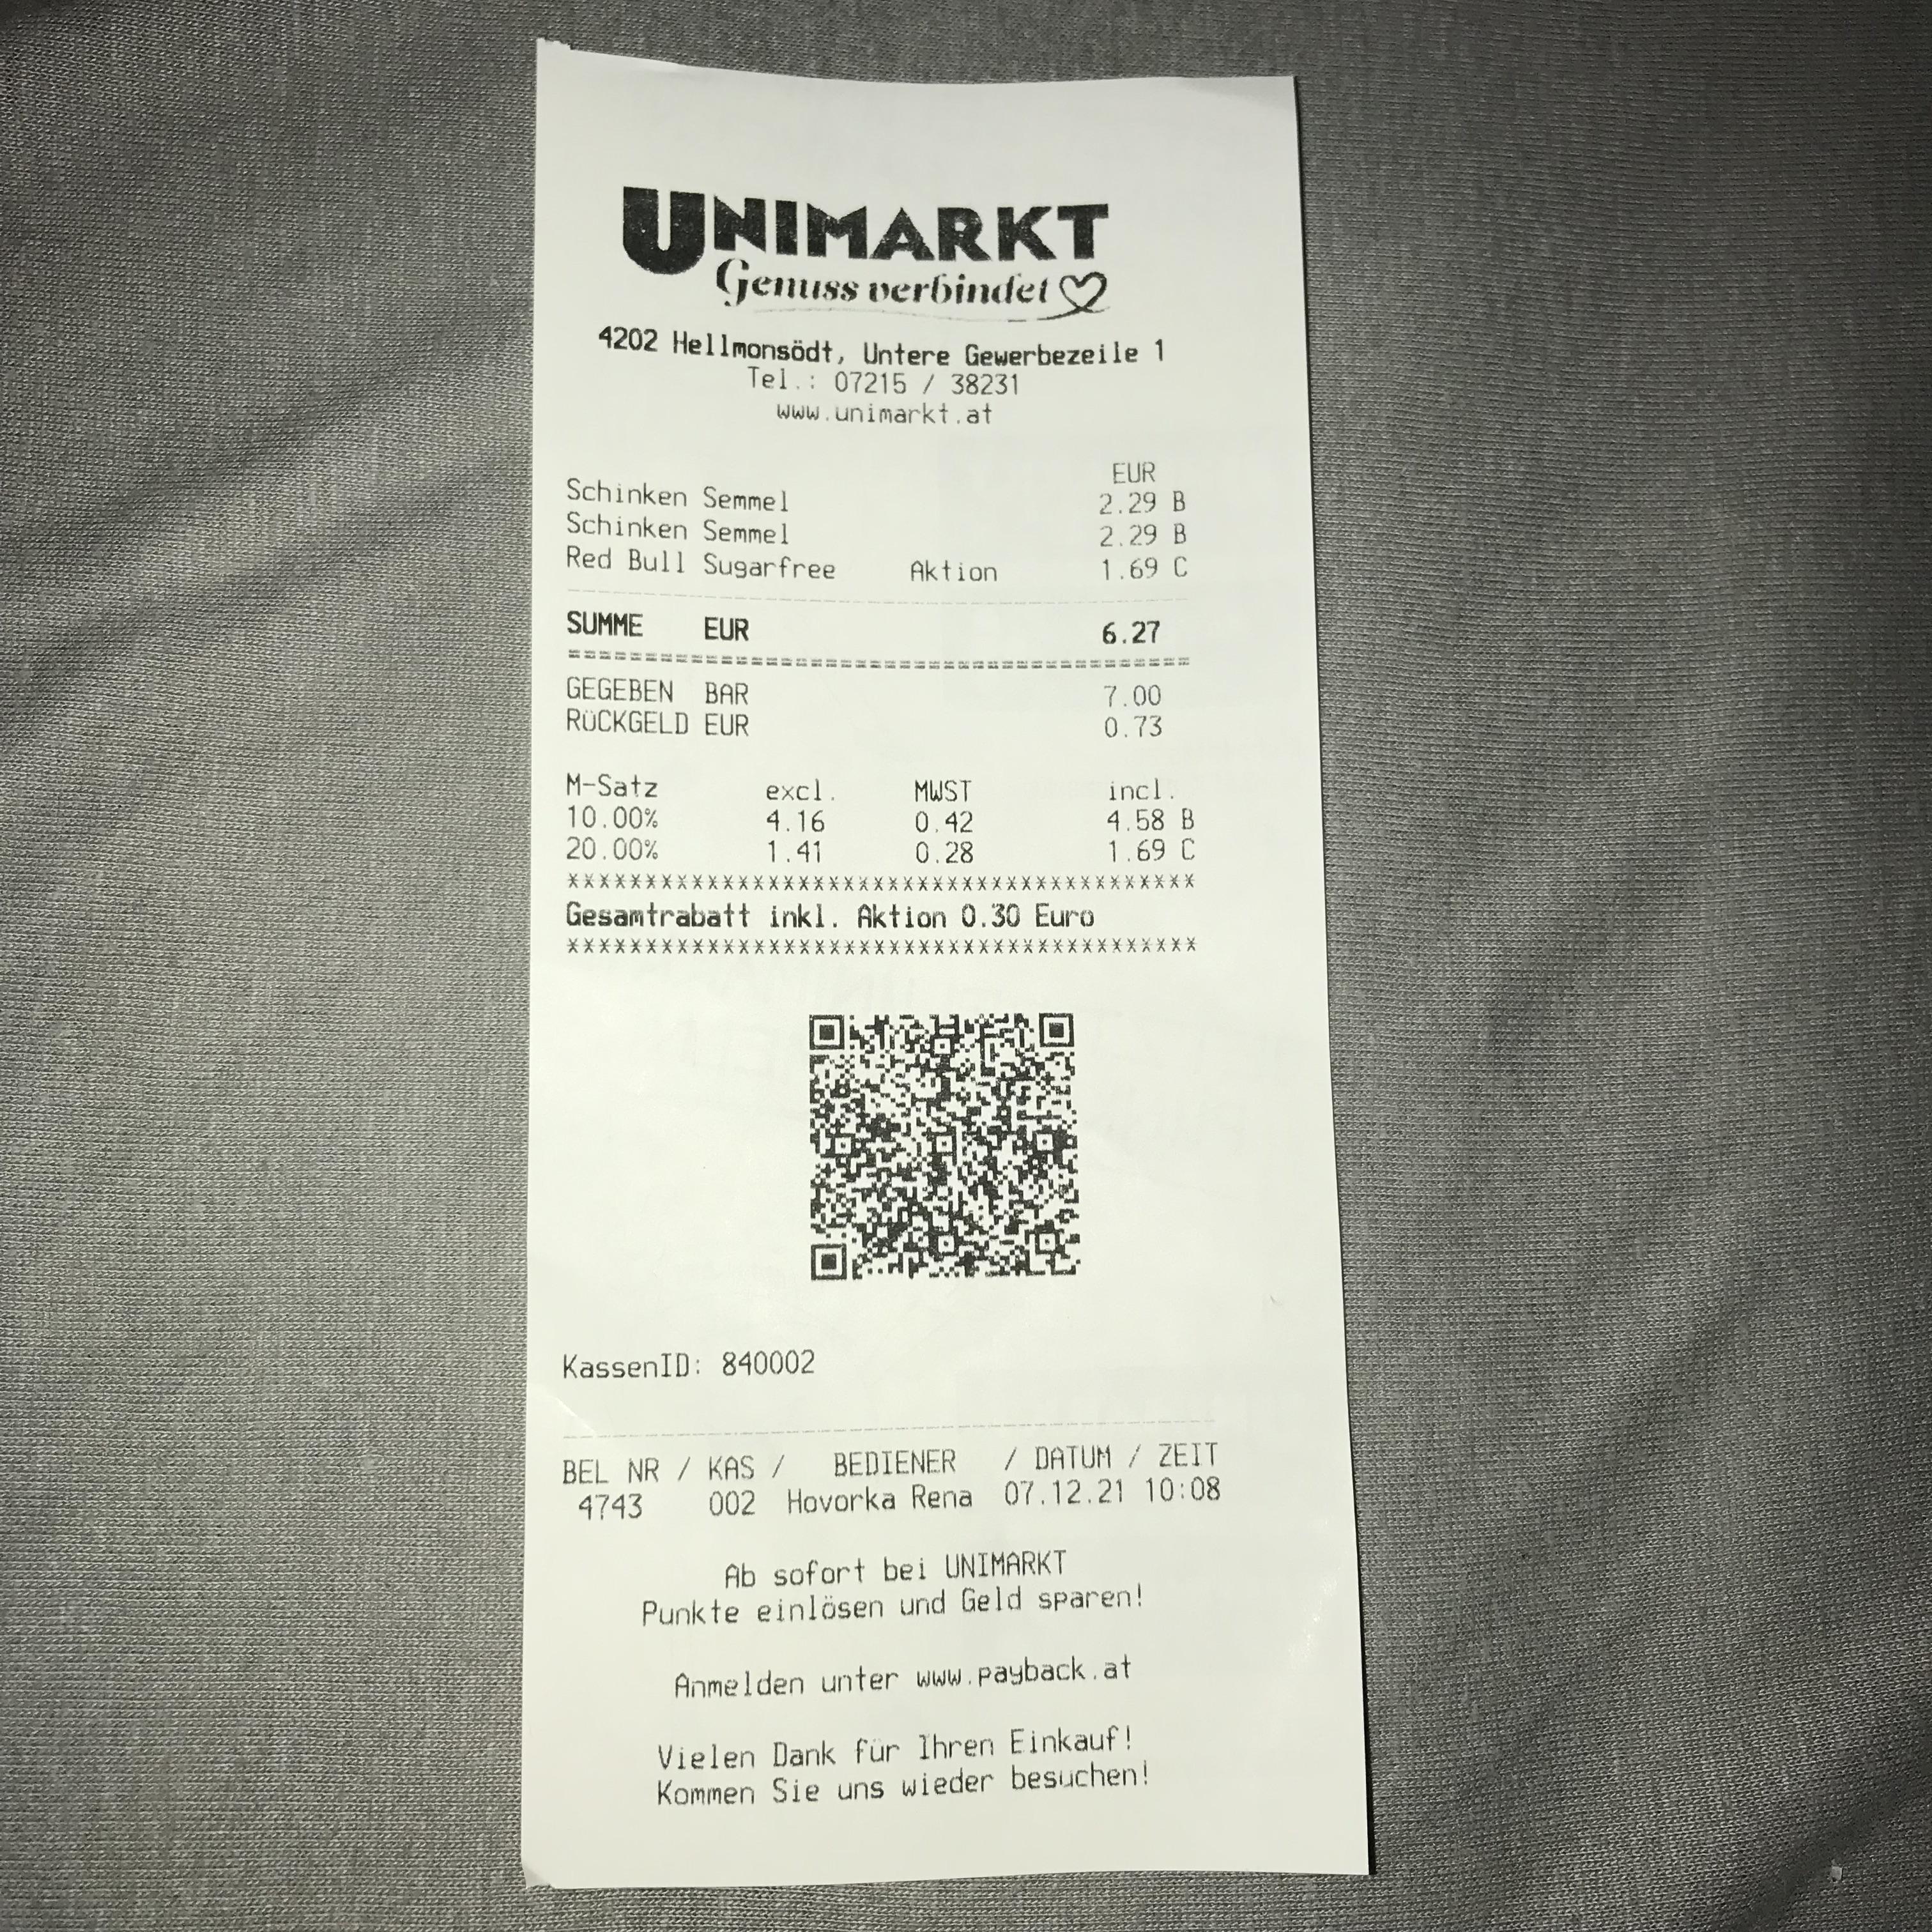 UNIMARKT
Genuss verbindet
4202 Hellmonsödt, Untere Gewerbezeile 1
Tel.: 07215 / 38231
www.unimarkt.at
EUR
Schinken Semmel 2.29 B
Schinken Semmel 2.29 B
Red Bull Sugarfree Aktion 1.69 C
SUMME EUR 6.27
GEGEBEN BAR 7.00
RÜCKGELD EUR 0.73
M-Satz excl. MWST incl.
10.00% 4.16 0.42 4.58 B
20.00% 1.41 0.28 1.69 C
*****************************************
Gesamtrabatt inkl. Aktion 0.30 Euro
*****************************************
KassenID: 840002
BEL NR / KAS / BEDIENER / DATUM / ZEIT
4743 002 Hovorka Rena 07.12.21 10:08
Ab sofort bei UNIMARKT
Punkte einlösen und Geld sparen!
Anmelden unter www.payback.at
Vielen Dank für Ihren Einkauf!
Kommen Sie uns wieder besuchen!